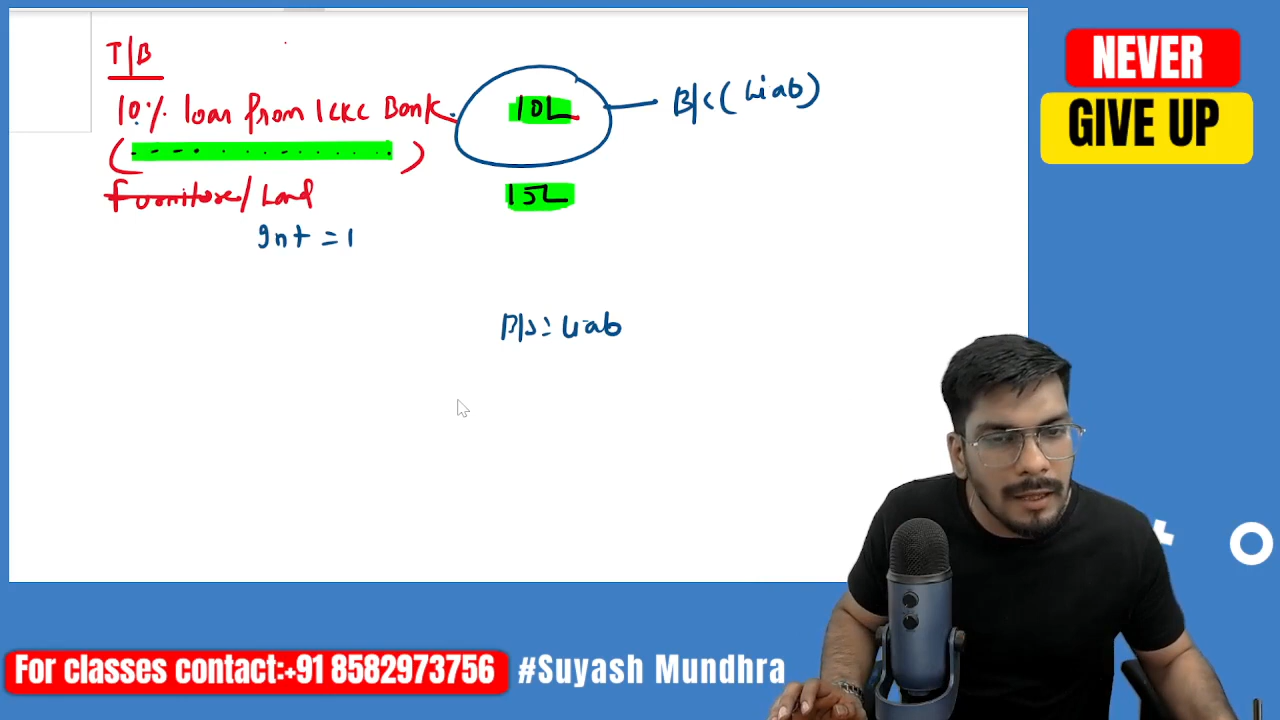 T/B
10% loan from ICICI Bank. 10L B/S (Liab)
( - - - - . . . . . . . . )
Furniture/Land 15L
Int = 1
B/S = Liab
NEVER
GIVE UP
For classes contact:+91 8582973756 #Suyash Mundhra